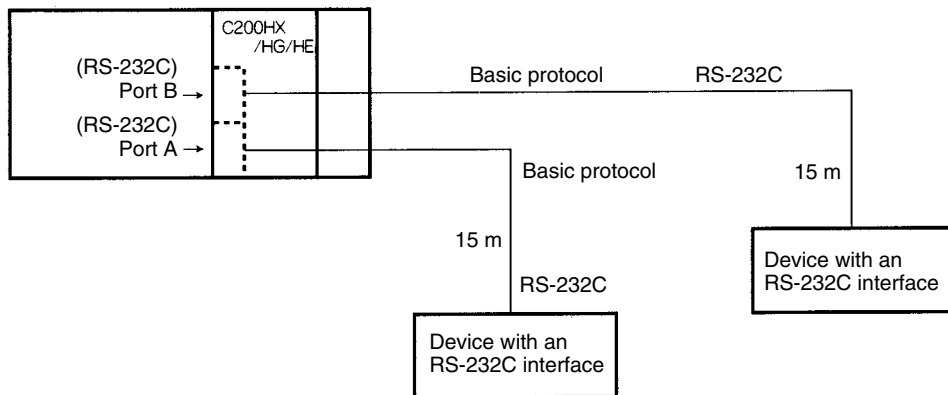 C200HX
/HG/HE
(RS-232C)
Port B →
(RS-232C)
Port A →
Basic protocol
RS-232C
Basic protocol
15 m
15 m
RS-232C
Device with an
RS-232C interface
Device with an
RS-232C interface